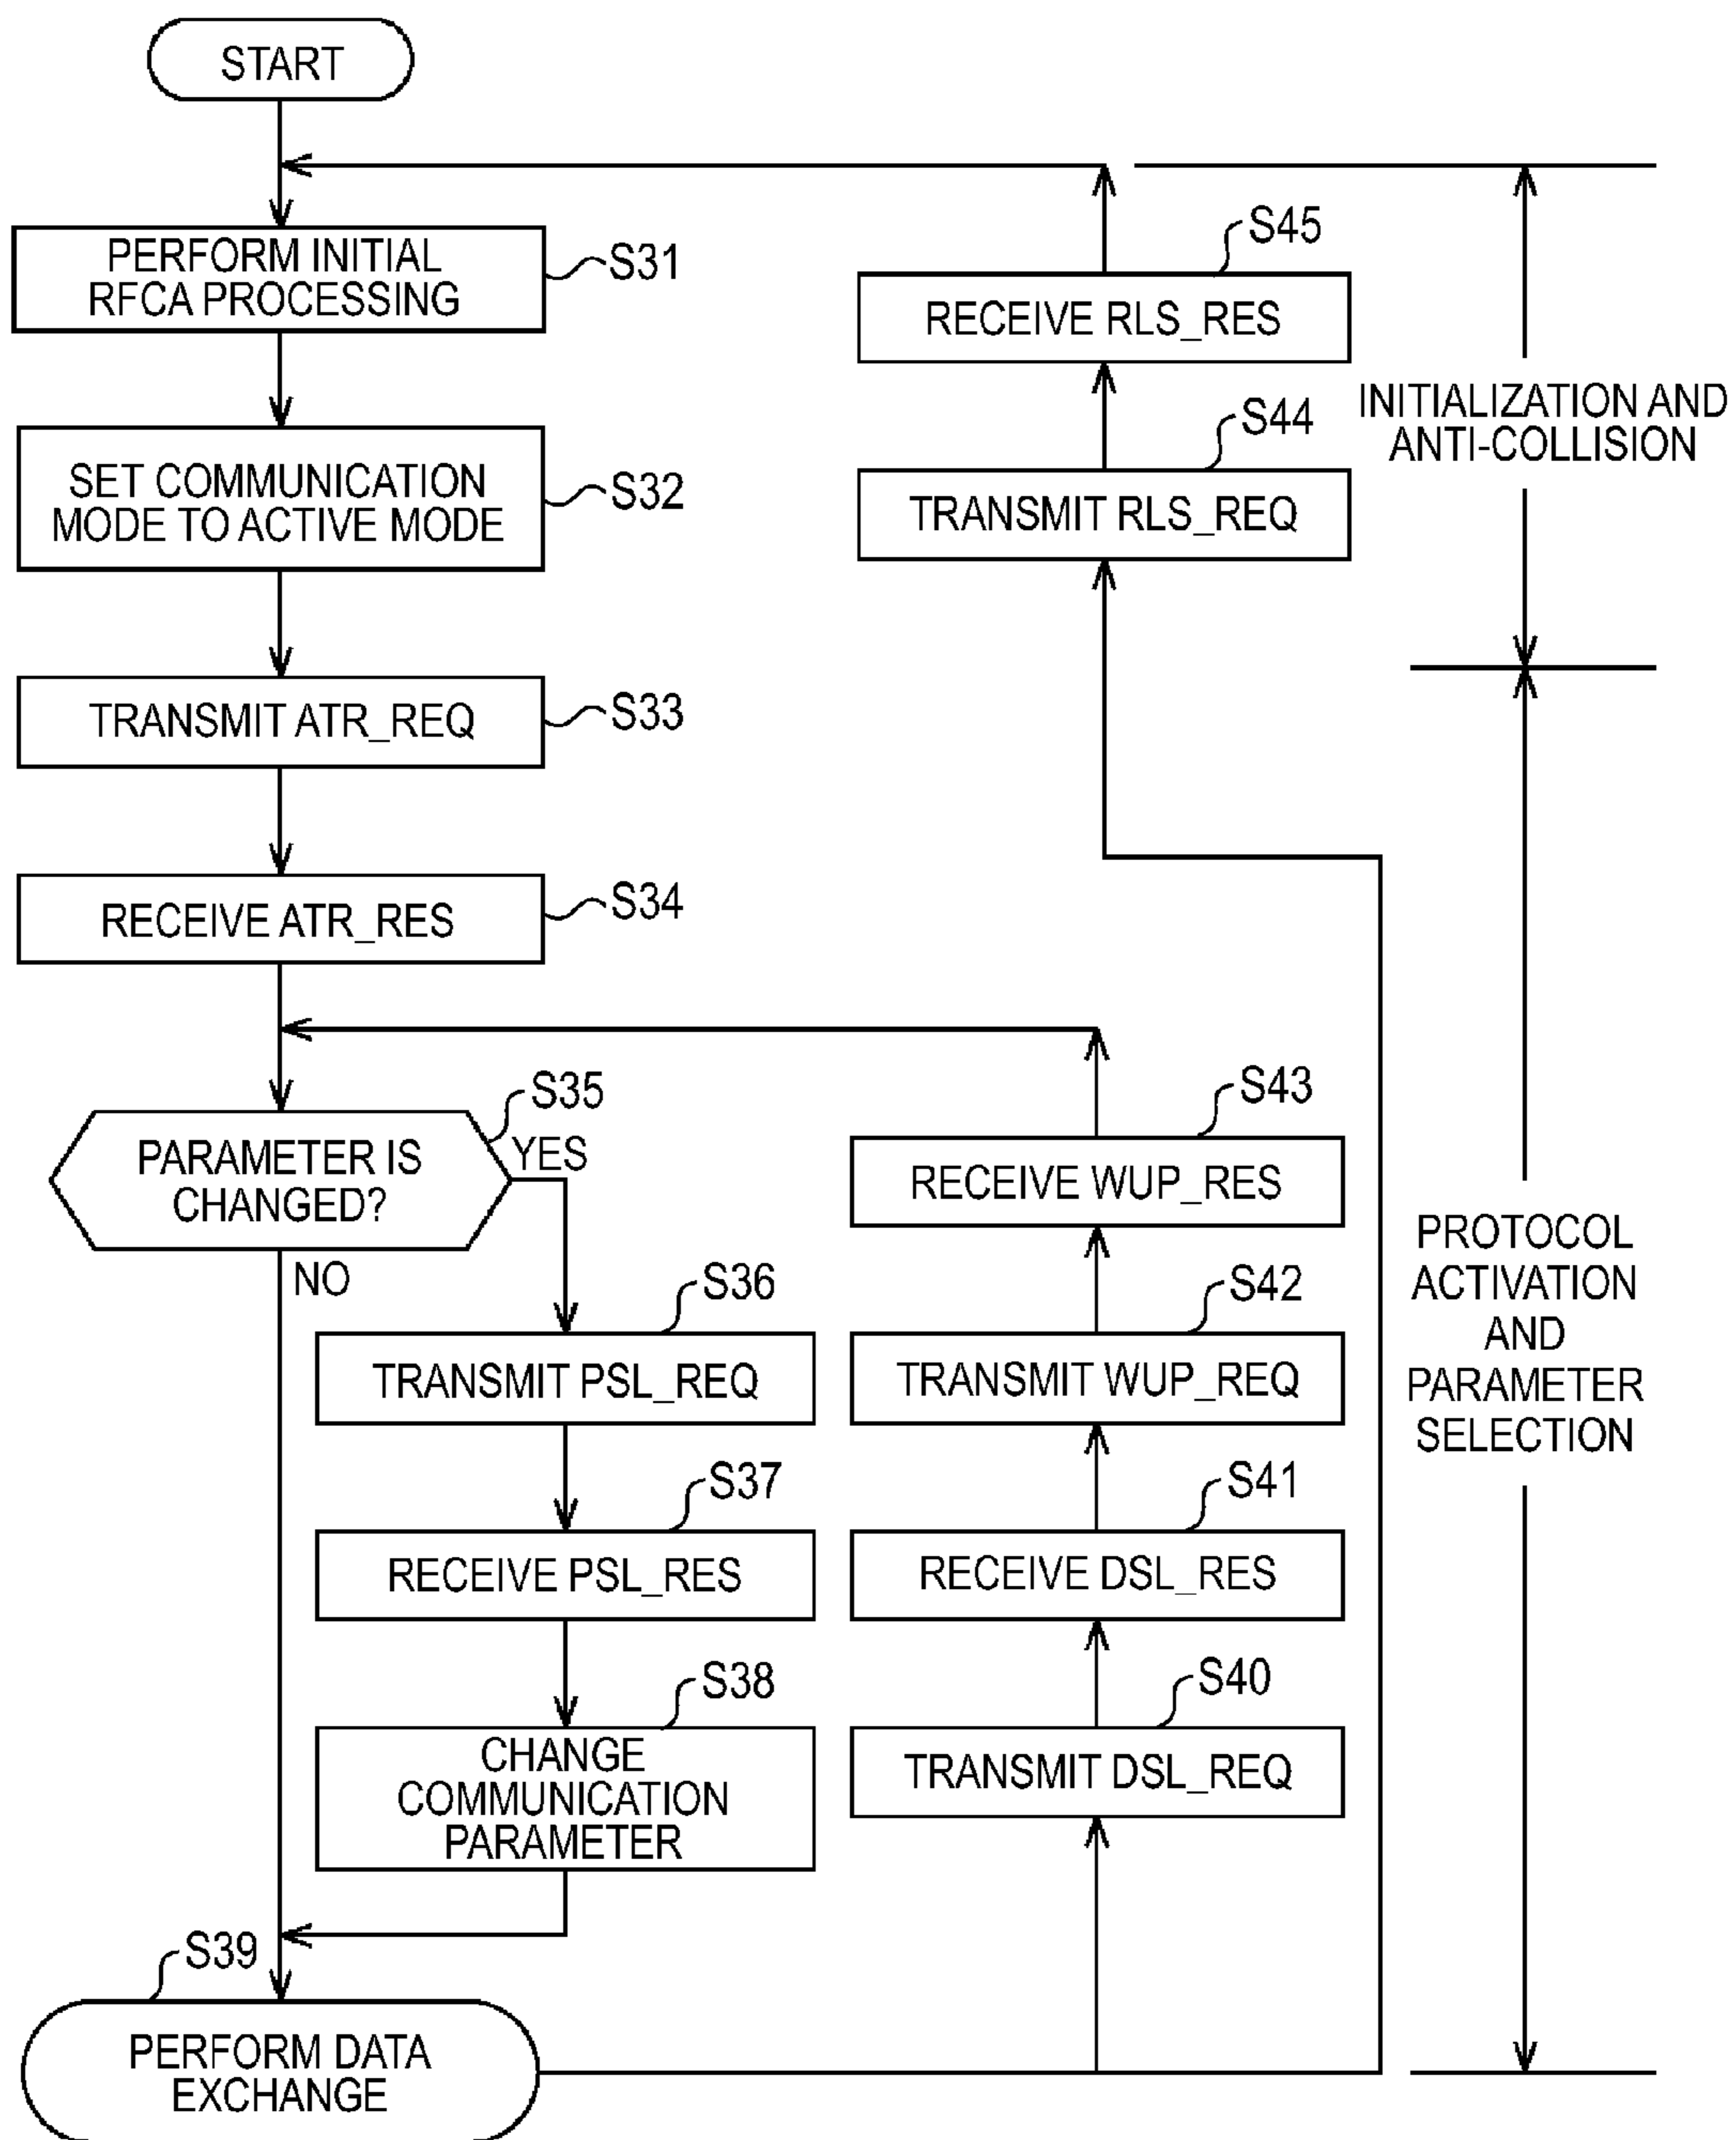 START
PERFORM INITIAL
RFCA PROCESSING
S31
SET COMMUNICATION
MODE TO ACTIVE MODE
S32
TRANSMIT ATR_REQ
S33
RECEIVE ATR_RES
S34
PARAMETER IS
CHANGED?
S35
YES
NO
S36
TRANSMIT PSL_REQ
S37
RECEIVE PSL_RES
S38
CHANGE
COMMUNICATION
PARAMETER
S39
PERFORM DATA
EXCHANGE
S45
RECEIVE RLS_RES
S44
TRANSMIT RLS_REQ
S43
RECEIVE WUP_RES
S42
TRANSMIT WUP_REQ
S41
RECEIVE DSL_RES
S40
TRANSMIT DSL_REQ
INITIALIZATION AND
ANTI-COLLISION
PROTOCOL
ACTIVATION
AND
PARAMETER
SELECTION